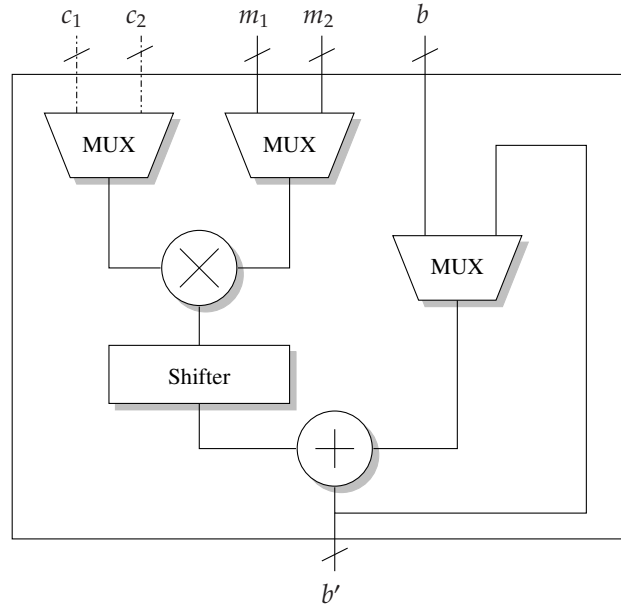 c₁ c₂ m₁ m₂ b
MUX MUX
MUX
Shifter
b′